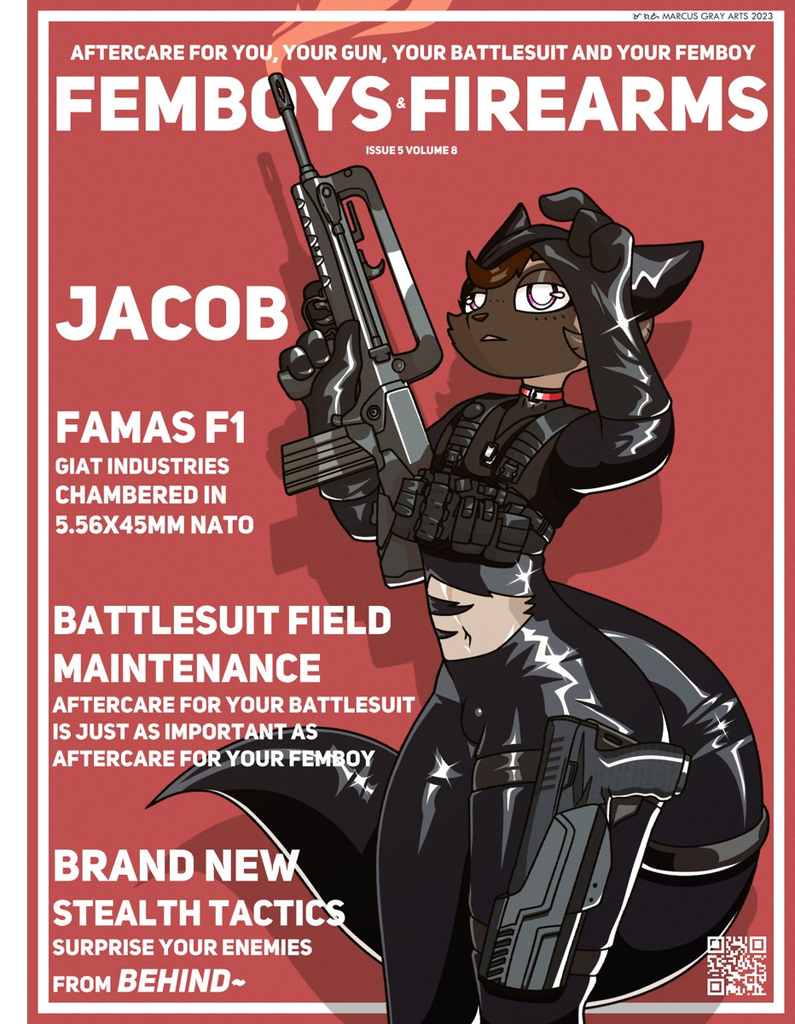 MARCUS GRAY ARTS 2023
AFTERCARE FOR YOU, YOUR GUN, YOUR BATTLESUIT AND YOUR FEMBOY
FEMBOYS & FIREARMS
ISSUE 5 VOLUME 8
JACOB
FAMAS F1
GIAT INDUSTRIES
CHAMBERED IN
5.56X45MM NATO
BATTLESUIT FIELD
MAINTENANCE
AFTERCARE FOR YOUR BATTLESUIT
IS JUST AS IMPORTANT AS
AFTERCARE FOR YOUR FEMBOY
BRAND NEW
STEALTH TACTICS
SURPRISE YOUR ENEMIES
FROM BEHIND~